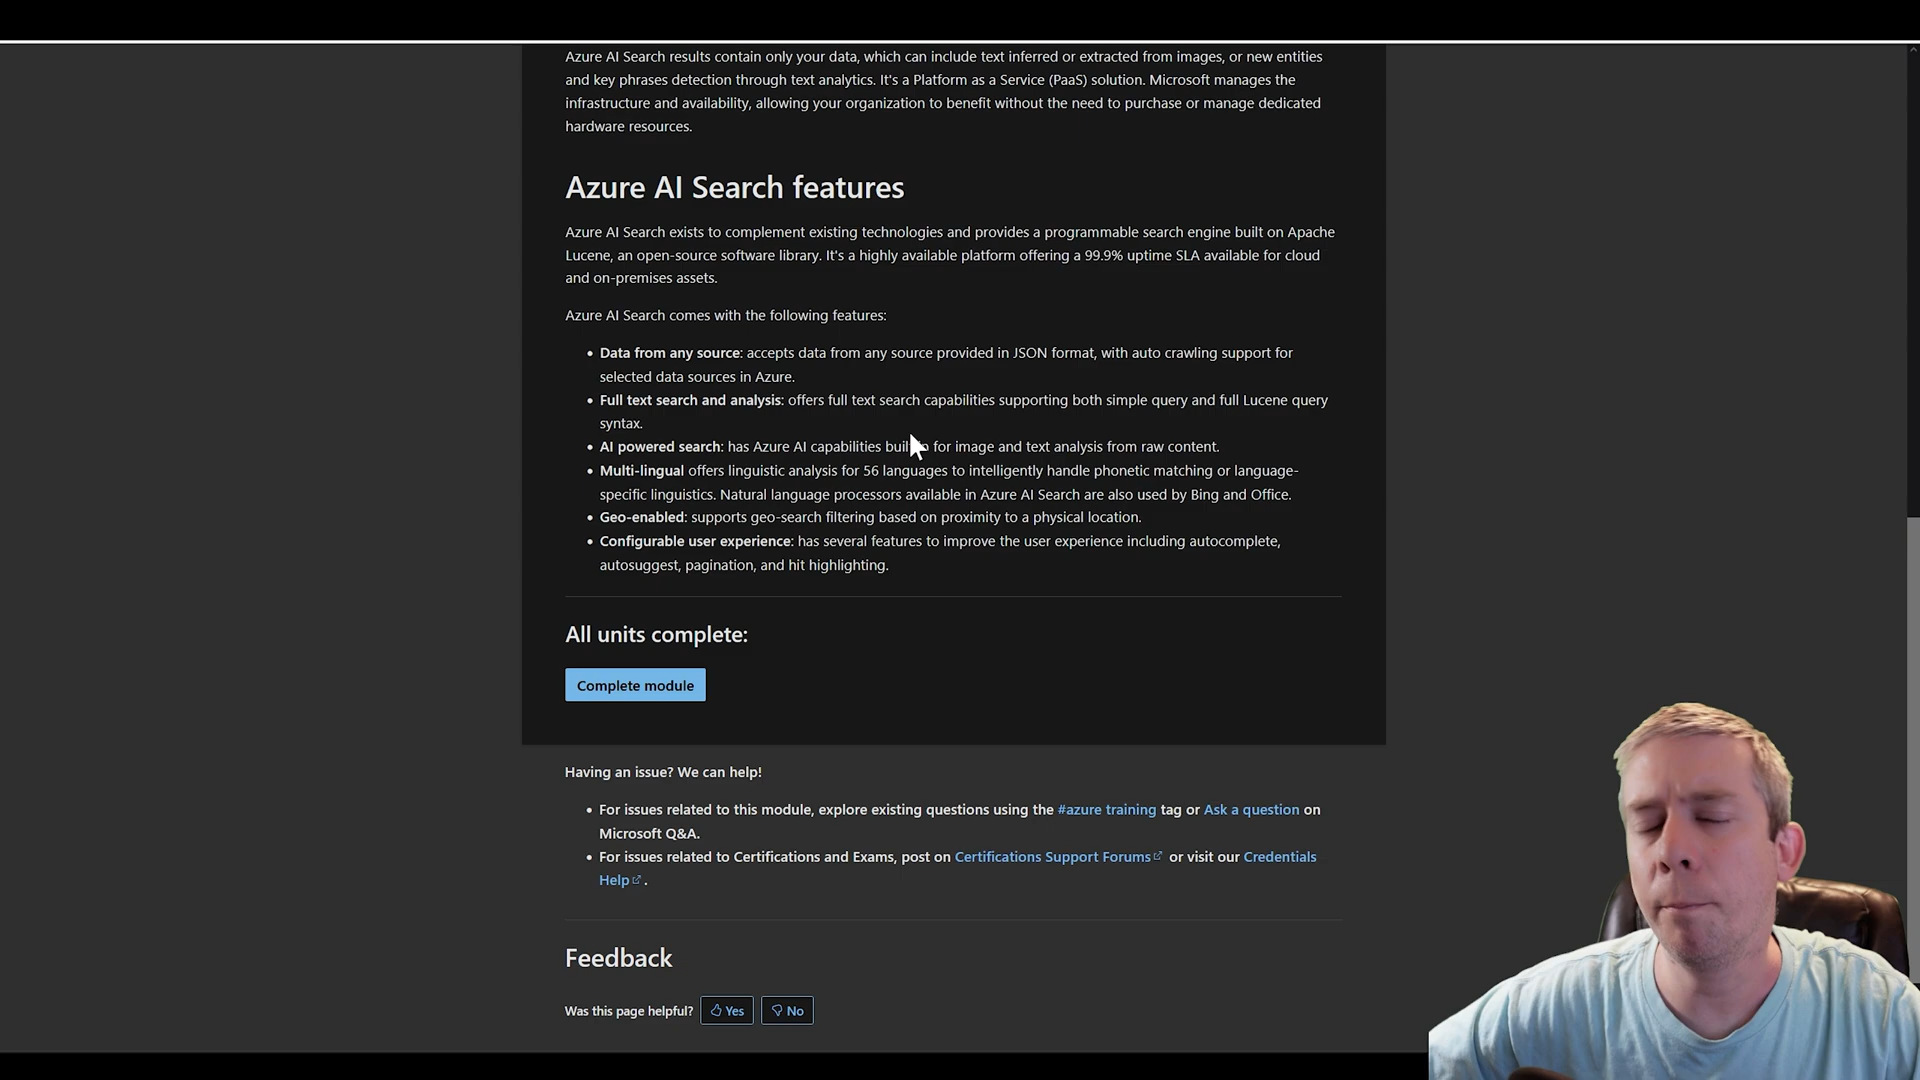 Azure AI Search results contain only your data, which can include text inferred or extracted from images, or new entities
and key phrases detection through text analytics. It's a Platform as a Service (PaaS) solution. Microsoft manages the
infrastructure and availability, allowing your organization to benefit without the need to purchase or manage dedicated
hardware resources.
Azure AI Search features
Azure AI Search exists to complement existing technologies and provides a programmable search engine built on Apache
Lucene, an open-source software library. It's a highly available platform offering a 99.9% uptime SLA available for cloud
and on-premises assets.
Azure AI Search comes with the following features:
• Data from any source: accepts data from any source provided in JSON format, with auto crawling support for
selected data sources in Azure.
• Full text search and analysis: offers full text search capabilities supporting both simple query and full Lucene query
syntax.
• AI powered search: has Azure AI capabilities for image and text analysis from raw content.
• Multi-lingual offers linguistic analysis for 56 languages to intelligently handle phonetic matching or language-
specific linguistics. Natural language processors available in Azure AI Search are also used by Bing and Office.
• Geo-enabled: supports geo-search filtering based on proximity to a physical location.
• Configurable user experience: has several features to improve the user experience including autocomplete,
autosuggest, pagination, and hit highlighting.
All units complete:
Complete module
Having an issue? We can help!
• For issues related to this module, explore existing questions using the #azure training tag or Ask a question on
Microsoft Q&A.
• For issues related to Certifications and Exams, post on Certifications Support Forums or visit our Credentials
Help.
Feedback
Was this page helpful? Yes No